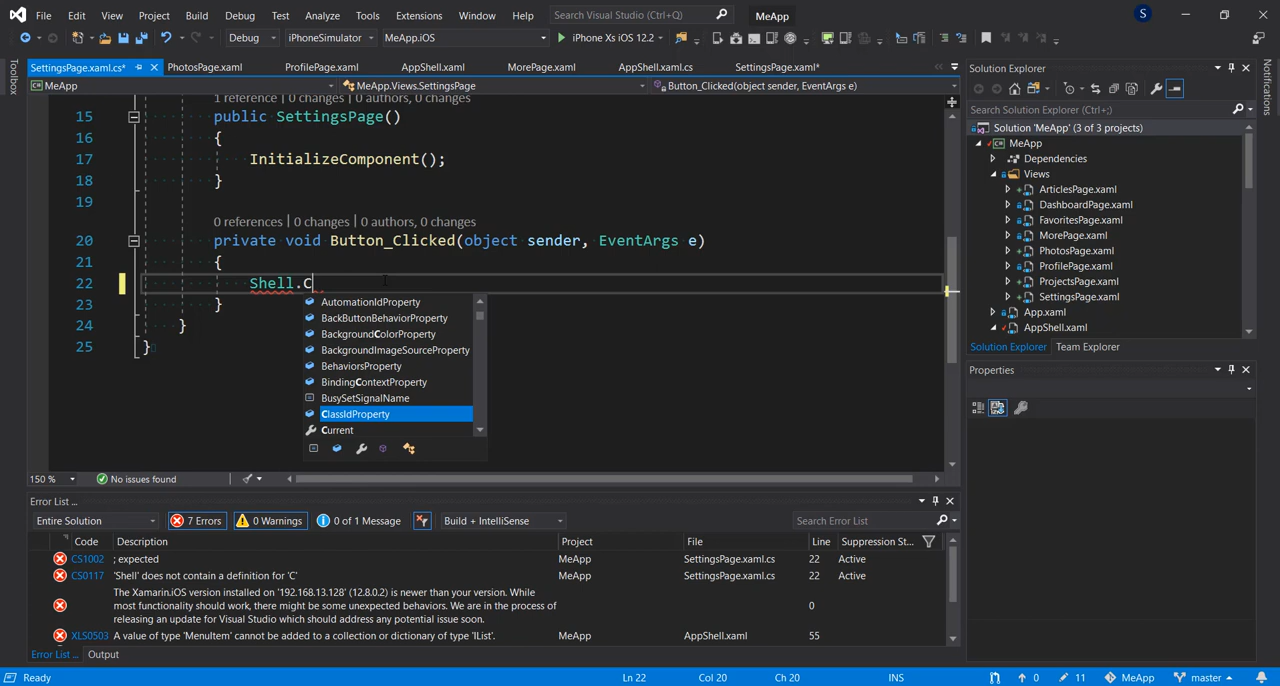 File Edit View Project Build Debug Test Analyze Tools Extensions Window Help Search Visual Studio (Ctrl+Q) MeApp S
Debug iPhoneSimulator MeApp.iOS iPhone Xs iOS 12.2
Toolbox
SettingsPage.xaml.cs* PhotosPage.xaml ProfilePage.xaml AppShell.xaml MorePage.xaml AppShell.xaml.cs SettingsPage.xaml*
MeApp MeApp.Views.SettingsPage Button_Clicked(object sender, EventArgs e)
1 reference | 0 changes | 0 authors, 0 changes
15 public SettingsPage()
16 {
17 InitializeComponent();
18 }
19
0 references | 0 changes | 0 authors, 0 changes
20 private void Button_Clicked(object sender, EventArgs e)
21 {
22 Shell.C
23 }
24 }
25 }
AutomationIdProperty
BackButtonBehaviorProperty
BackgroundColorProperty
BackgroundImageSourceProperty
BehaviorsProperty
BindingContextProperty
BusySetSignalName
ClassIdProperty
Current
150 % No issues found
Error List ...
Entire Solution 7 Errors 0 Warnings 0 of 1 Message Build + IntelliSense Search Error List
Code Description Project File Line Suppression St...
CS1002 ; expected MeApp SettingsPage.xaml.cs 22 Active
CS0117 'Shell' does not contain a definition for 'C' MeApp SettingsPage.xaml.cs 22 Active
The Xamarin.iOS version installed on '192.168.13.128' (12.8.0.2) is newer than your version. While
most functionality should work, there might be some unexpected behaviors. We are in the process of 0
releasing an update for Visual Studio which should address any potential issue soon.
XLS0503 A value of type 'MenuItem' cannot be added to a collection or dictionary of type 'IList'. MeApp AppShell.xaml 55
Error List ... Output
Solution Explorer
Search Solution Explorer (Ctrl+;)
Solution 'MeApp' (3 of 3 projects)
MeApp
Dependencies
Views
ArticlesPage.xaml
DashboardPage.xaml
FavoritesPage.xaml
MorePage.xaml
PhotosPage.xaml
ProfilePage.xaml
ProjectsPage.xaml
SettingsPage.xaml
App.xaml
AppShell.xaml
Solution Explorer Team Explorer
Properties
Notifications
Ready Ln 22 Col 20 Ch 20 INS 0 11 MeApp master